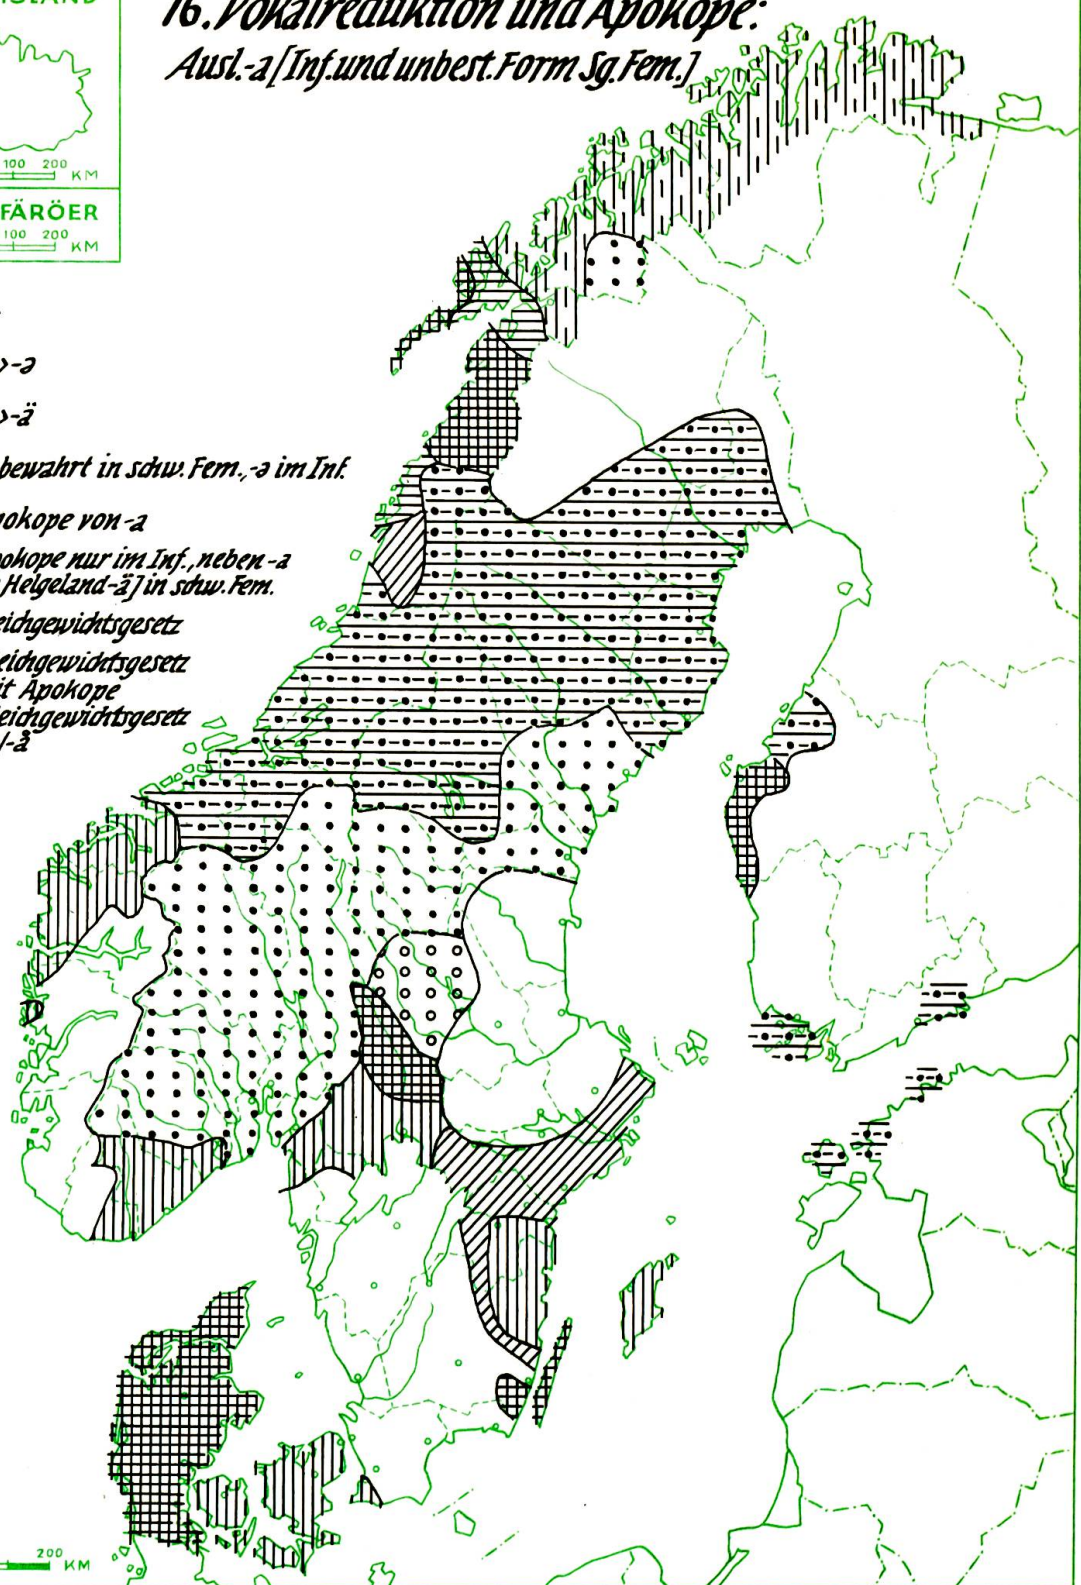 16. Vokalreduktion und Apokope:
Ausl.-a [Inf. und unbest. Form Sg. Fem.]
100 200
KM
FÄRÖER
100 200
KM
>-ə
>-ä
bewahrt in schw. Fem., -ə im Inf.
von -a
nur im Inf., neben -a
Helgeland -ä] in schw. Fem.
eichgewichtsgesetz
eichgewichtsgesetz
it Apokope
eichgewichtsgesetz
/-å
200
KM